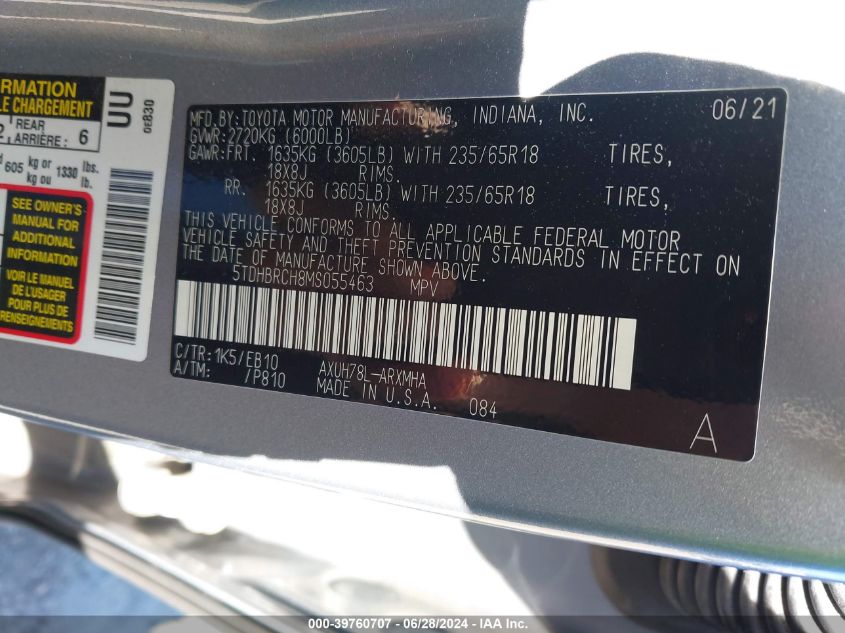 RMATION
LE CHARGEMENT
2 REAR 6
ARRIÈRE:
605 kg or 1330 lbs.
kg ou lb.
SEE OWNER'S
MANUAL FOR
ADDITIONAL
INFORMATION
VOIR LE MANUEL
DE L'USAGER
POUR PLUS DE
RENSEIGNEMENTS
UU
0E830
MFD.BY:TOYOTA MOTOR MANUFACTURING, INDIANA, INC. 06/21
GVWR:2720KG (6000LB)
GAWR:FRT. 1635KG (3605LB) WITH 235/65R18 TIRES,
18X8J RIMS.
RR. 1635KG (3605LB) WITH 235/65R18 TIRES,
18X8J RIMS.
THIS VEHICLE CONFORMS TO ALL APPLICABLE FEDERAL MOTOR
VEHICLE SAFETY AND THEFT PREVENTION STANDARDS IN EFFECT ON
THE DATE OF MANUFACTURE SHOWN ABOVE.
5TDHBRCH8MS055463 MPV
C/TR:1K5/EB10 AXUH78L-ARXMHA
A/TM: /P810 MADE IN U.S.A. 084
A
AXX-39760707 - 06/28/2024 - IAA Inc.